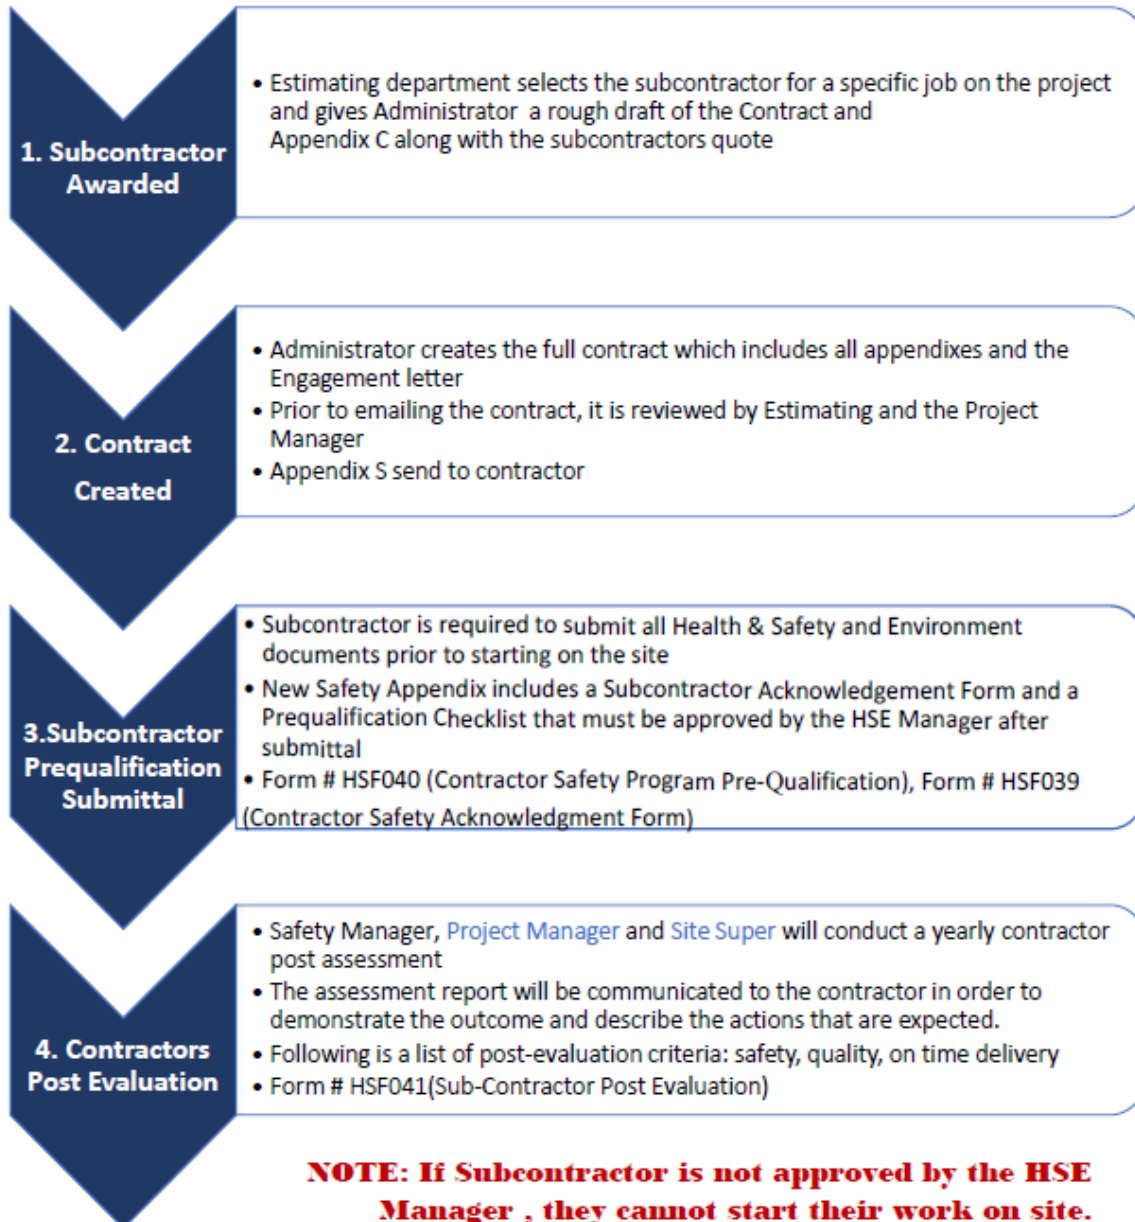 1. Subcontractor
Awarded
• Estimating department selects the subcontractor for a specific job on the project
and gives Administrator a rough draft of the Contract and
Appendix C along with the subcontractors quote
2. Contract
Created
• Administrator creates the full contract which includes all appendixes and the
Engagement letter
• Prior to emailing the contract, it is reviewed by Estimating and the Project
Manager
• Appendix S send to contractor
3.Subcontractor
Prequalification
Submittal
• Subcontractor is required to submit all Health & Safety and Environment
documents prior to starting on the site
• New Safety Appendix includes a Subcontractor Acknowledgement Form and a
Prequalification Checklist that must be approved by the HSE Manager after
submittal
• Form # HSF040 (Contractor Safety Program Pre-Qualification), Form # HSF039
(Contractor Safety Acknowledgment Form)
4. Contractors
Post Evaluation
• Safety Manager, Project Manager and Site Super will conduct a yearly contractor
post assessment
• The assessment report will be communicated to the contractor in order to
demonstrate the outcome and describe the actions that are expected.
• Following is a list of post-evaluation criteria: safety, quality, on time delivery
• Form # HSF041(Sub-Contractor Post Evaluation)
NOTE: If Subcontractor is not approved by the HSE
Manager , they cannot start their work on site.